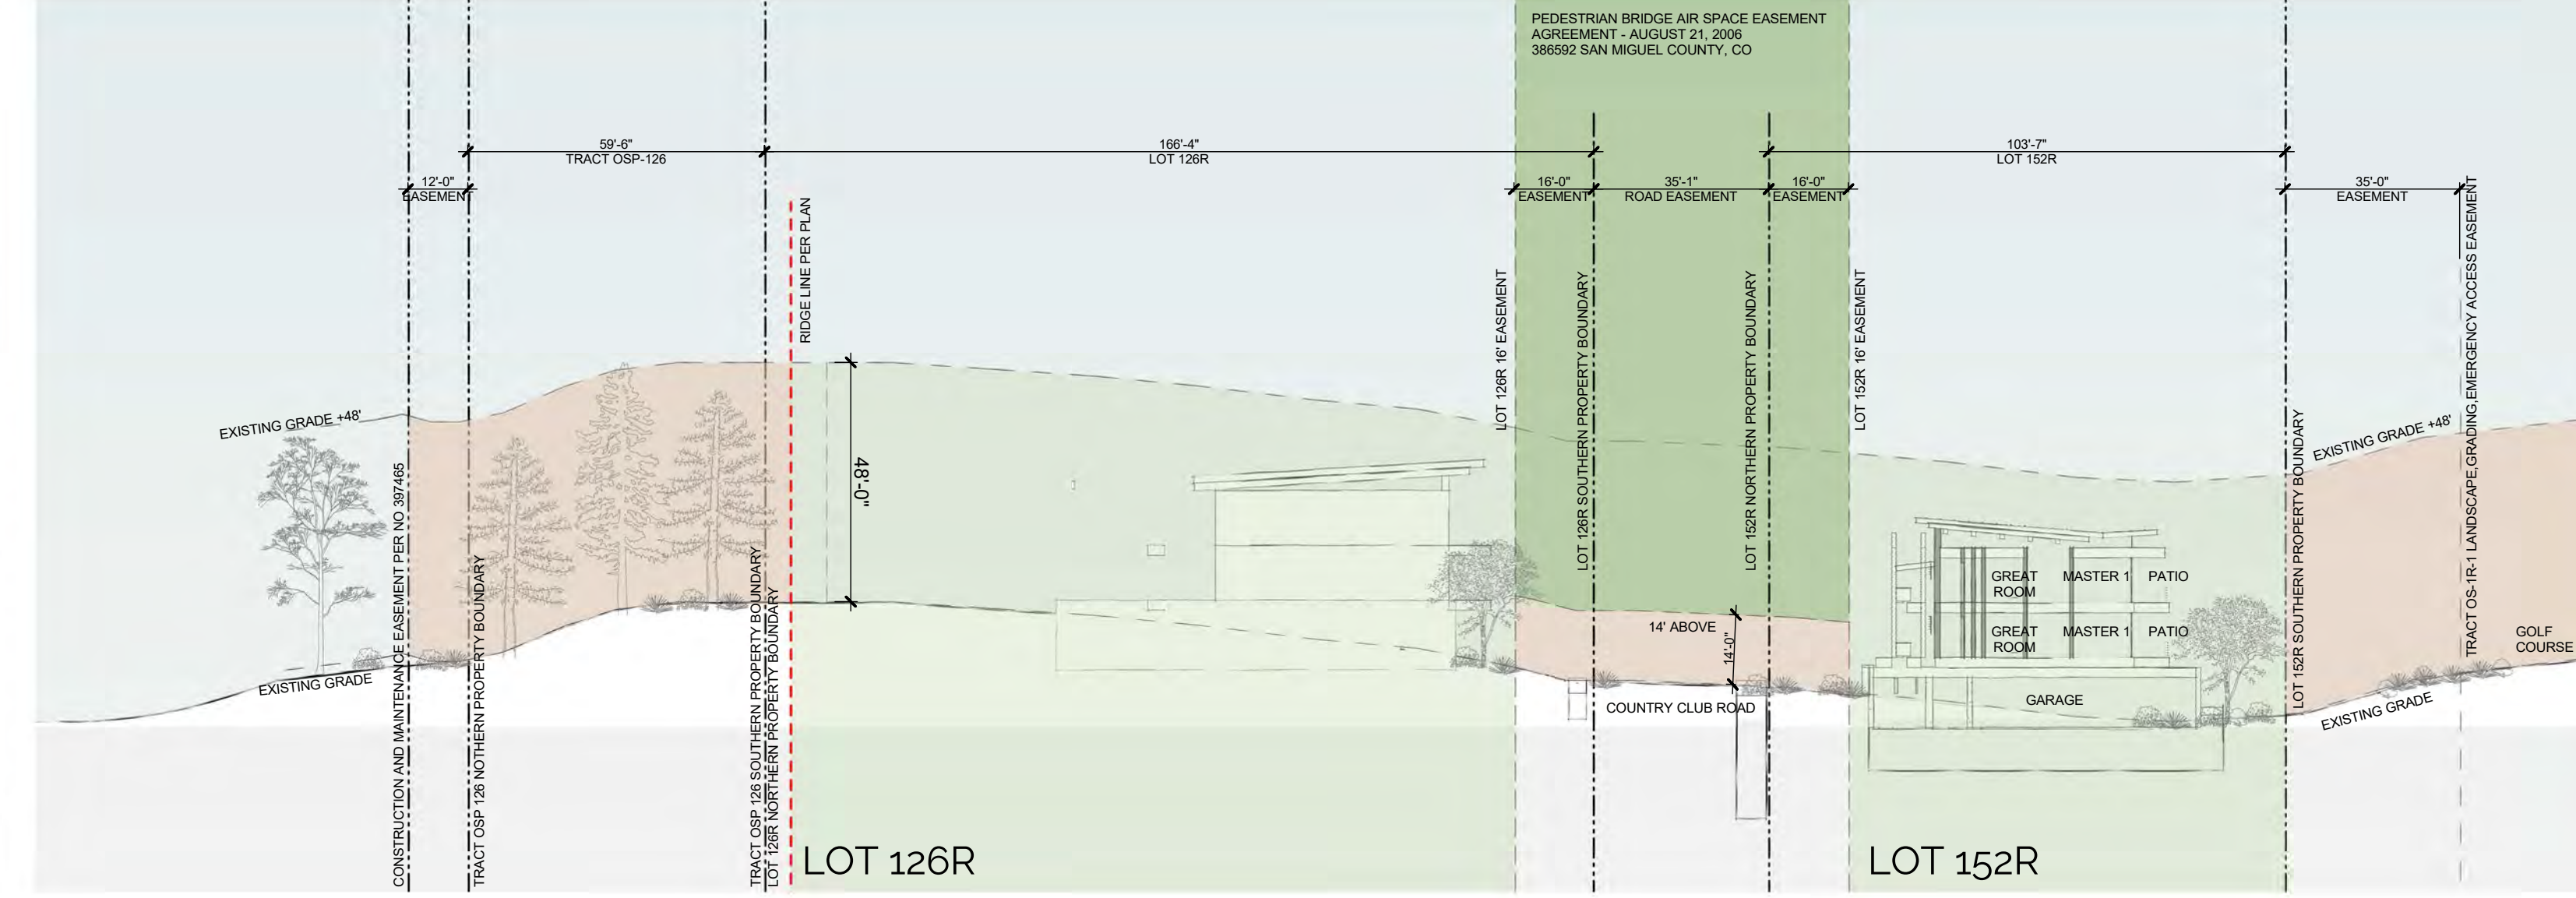 PEDESTRIAN BRIDGE AIR SPACE EASEMENT
AGREEMENT - AUGUST 21, 2006
386592 SAN MIGUEL COUNTY, CO
59'-6"
TRACT OSP-126
166'-4"
LOT 126R
103'-7"
LOT 152R
12'-0"
EASEMENT
16'-0"
EASEMENT
35'-1"
ROAD EASEMENT
16'-0"
EASEMENT
35'-0"
EASEMENT
CONSTRUCTION AND MAINTENANCE EASEMENT PER NO 397465
TRACT OSP 126 NOTHERN PROPERTY BOUNDARY
TRACT OSP 126 SOUTHERN PROPERTY BOUNDARY
LOT 126R NORTHERN PROPERTY BOUNDARY
RIDGE LINE PER PLAN
LOT 126R 16' EASEMENT
LOT 126R SOUTHERN PROPERTY BOUNDARY
LOT 152R NORTHERN PROPERTY BOUNDARY
LOT 152R 16' EASEMENT
LOT 152R SOUTHERN PROPERTY BOUNDARY
TRACT OS-1R-1 LANDSCAPE,GRADING,EMERGENCY ACCESS EASEMENT
EXISTING GRADE +48'
EXISTING GRADE +48'
48'-0"
14' ABOVE
14'-0"
GREAT
ROOM
MASTER 1
PATIO
GREAT
ROOM
MASTER 1
PATIO
GOLF
COURSE
EXISTING GRADE
GARAGE
COUNTRY CLUB ROAD
EXISTING GRADE
LOT 126R
LOT 152R